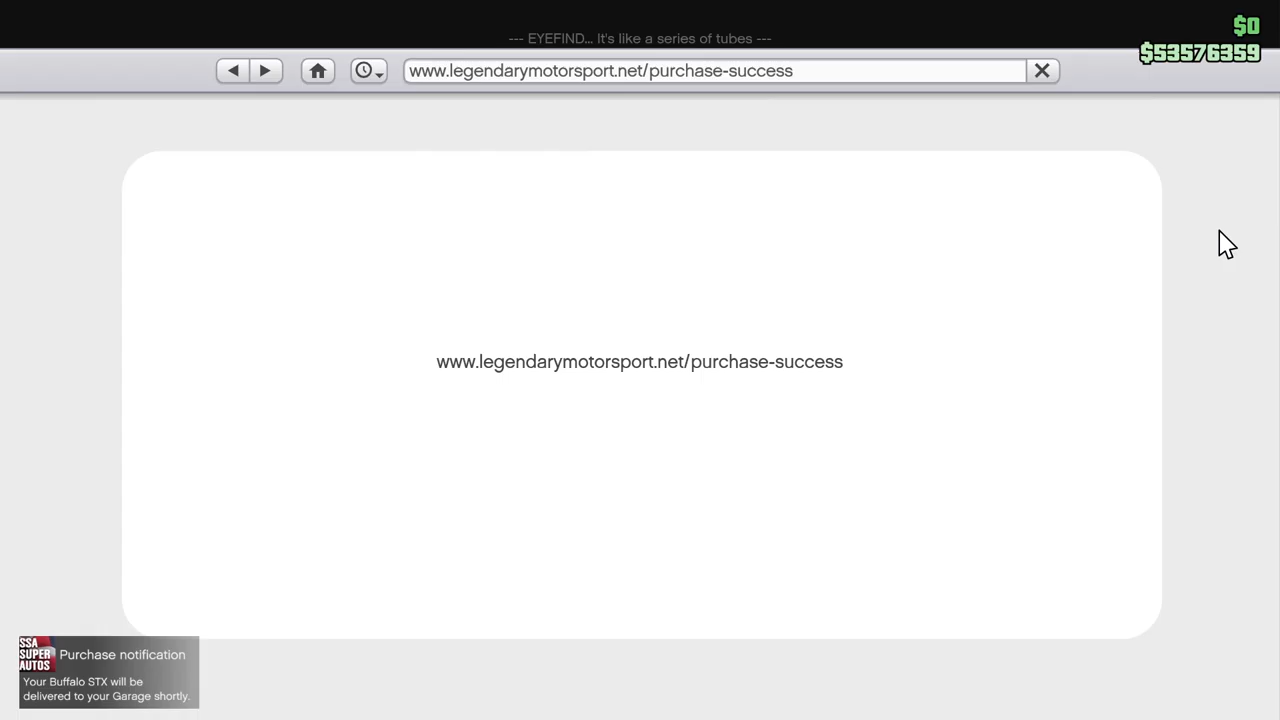 $0
--- EYEFIND... It's like a series of tubes ---
$53576359
www.legendarymotorsport.net/purchase-success
www.legendarymotorsport.net/purchase-success
SSA
SUPER
AUTOS
Purchase notification
Your Buffalo STX will be
delivered to your Garage shortly.